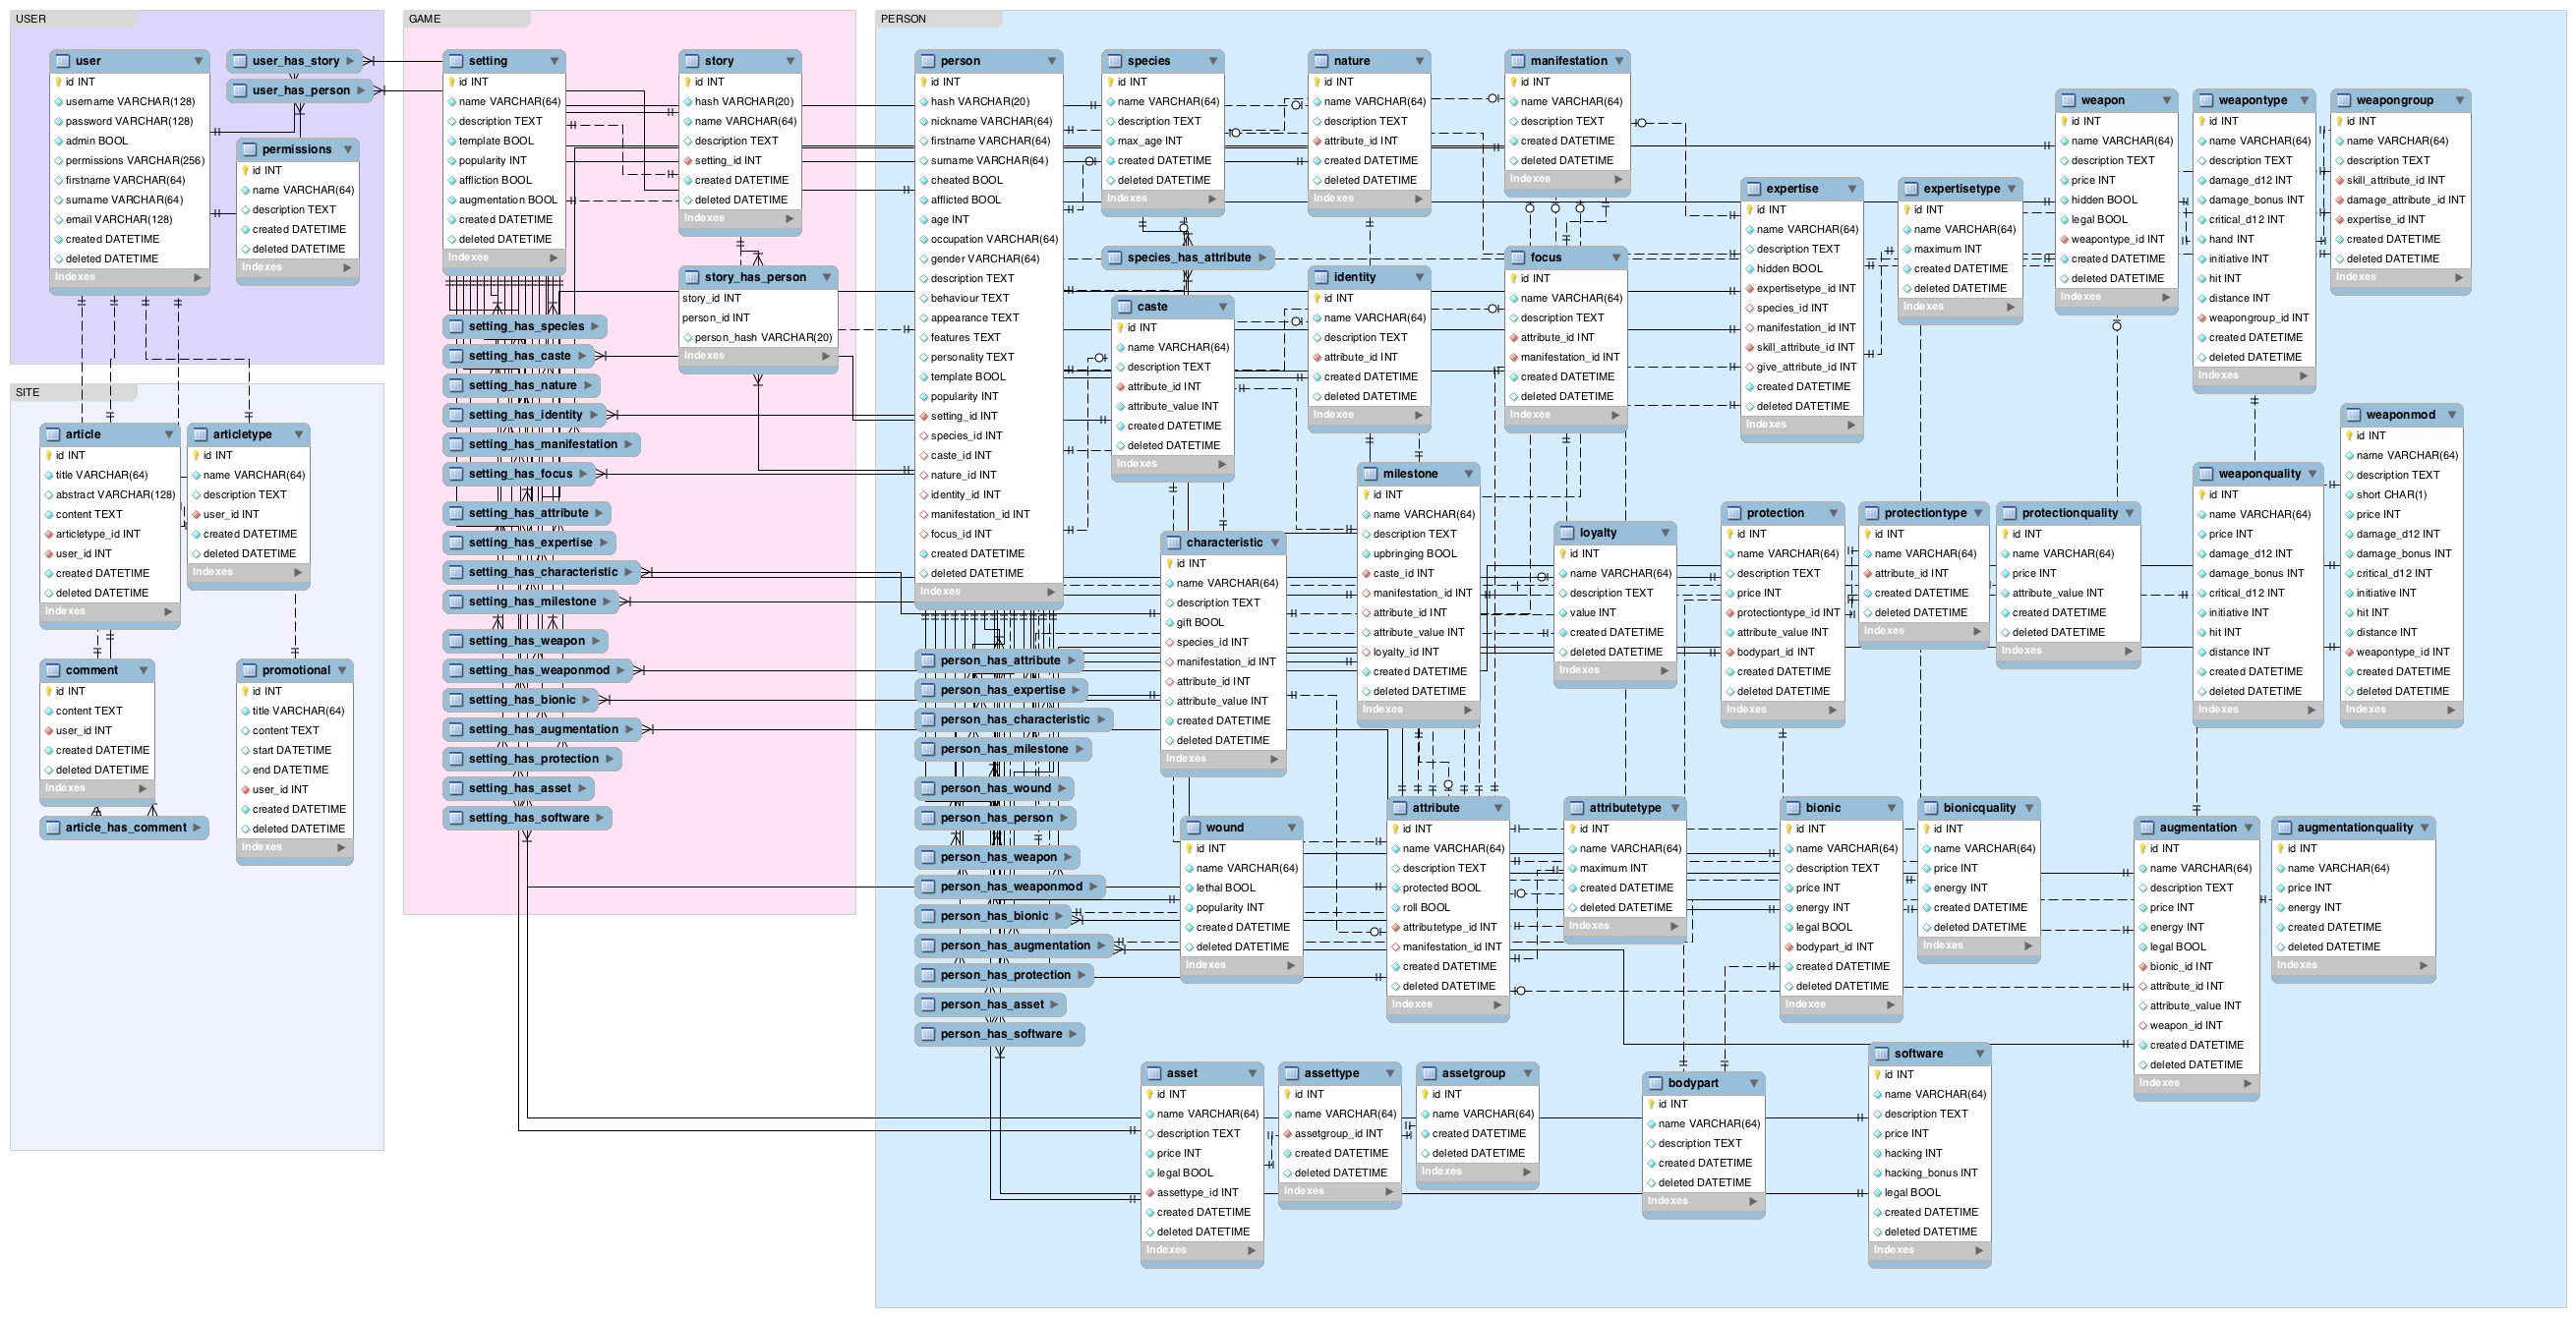 USER
user
id INT
username VARCHAR(128)
password VARCHAR(128)
admin BOOL
permissions VARCHAR(256)
firstname VARCHAR(64)
surname VARCHAR(64)
email VARCHAR(128)
created DATETIME
deleted DATETIME
Indexes
user_has_story
user_has_person
permissions
id INT
name VARCHAR(64)
description TEXT
created DATETIME
deleted DATETIME
Indexes
SITE
article
id INT
title VARCHAR(64)
abstract VARCHAR(128)
content TEXT
articletype_id INT
user_id INT
created DATETIME
deleted DATETIME
Indexes
articletype
id INT
name VARCHAR(64)
description TEXT
user_id INT
created DATETIME
deleted DATETIME
Indexes
comment
id INT
content TEXT
user_id INT
created DATETIME
deleted DATETIME
Indexes
article_has_comment
promotional
id INT
title VARCHAR(64)
content TEXT
start DATETIME
end DATETIME
user_id INT
created DATETIME
deleted DATETIME
Indexes
GAME
setting
id INT
name VARCHAR(64)
description TEXT
template BOOL
popularity INT
affliction BOOL
augmentation BOOL
created DATETIME
deleted DATETIME
Indexes
story
id INT
hash VARCHAR(20)
name VARCHAR(64)
description TEXT
setting_id INT
created DATETIME
deleted DATETIME
Indexes
story_has_person
story_id INT
person_id INT
person_hash VARCHAR(20)
Indexes
setting_has_species
setting_has_caste
setting_has_nature
setting_has_identity
setting_has_manifestation
setting_has_focus
setting_has_attribute
setting_has_expertise
setting_has_characteristic
setting_has_milestone
setting_has_weapon
setting_has_weaponmod
setting_has_bionic
setting_has_augmentation
setting_has_protection
setting_has_asset
setting_has_software
PERSON
person
id INT
hash VARCHAR(20)
nickname VARCHAR(64)
firstname VARCHAR(64)
surname VARCHAR(64)
cheated BOOL
afflicted BOOL
age INT
occupation VARCHAR(64)
gender VARCHAR(64)
description TEXT
behaviour TEXT
appearance TEXT
features TEXT
personality TEXT
template BOOL
popularity INT
setting_id INT
species_id INT
caste_id INT
nature_id INT
identity_id INT
manifestation_id INT
focus_id INT
created DATETIME
deleted DATETIME
Indexes
person_has_attribute
person_has_expertise
person_has_characteristic
person_has_milestone
person_has_wound
person_has_person
person_has_weapon
person_has_weaponmod
person_has_bionic
person_has_augmentation
person_has_protection
person_has_asset
person_has_software
species
id INT
name VARCHAR(64)
description TEXT
max_age INT
created DATETIME
deleted DATETIME
Indexes
species_has_attribute
caste
id INT
name VARCHAR(64)
description TEXT
attribute_id INT
attribute_value INT
created DATETIME
deleted DATETIME
Indexes
characteristic
id INT
name VARCHAR(64)
description TEXT
gift BOOL
species_id INT
manifestation_id INT
attribute_id INT
attribute_value INT
created DATETIME
deleted DATETIME
Indexes
wound
id INT
name VARCHAR(64)
lethal BOOL
popularity INT
created DATETIME
deleted DATETIME
Indexes
nature
id INT
name VARCHAR(64)
description TEXT
attribute_id INT
created DATETIME
deleted DATETIME
Indexes
identity
id INT
name VARCHAR(64)
description TEXT
attribute_id INT
created DATETIME
deleted DATETIME
Indexes
milestone
id INT
name VARCHAR(64)
description TEXT
upbringing BOOL
caste_id INT
manifestation_id INT
attribute_id INT
attribute_value INT
loyalty_id INT
created DATETIME
deleted DATETIME
Indexes
attribute
id INT
name VARCHAR(64)
description TEXT
protected BOOL
roll BOOL
attributetype_id INT
manifestation_id INT
created DATETIME
deleted DATETIME
Indexes
manifestation
id INT
name VARCHAR(64)
description TEXT
created DATETIME
deleted DATETIME
Indexes
focus
id INT
name VARCHAR(64)
description TEXT
attribute_id INT
manifestation_id INT
created DATETIME
deleted DATETIME
Indexes
loyalty
id INT
name VARCHAR(64)
description TEXT
value INT
created DATETIME
deleted DATETIME
Indexes
attributetype
id INT
name VARCHAR(64)
maximum INT
created DATETIME
deleted DATETIME
Indexes
expertise
id INT
name VARCHAR(64)
description TEXT
hidden BOOL
expertisetype_id INT
species_id INT
manifestation_id INT
skill_attribute_id INT
give_attribute_id INT
created DATETIME
deleted DATETIME
Indexes
expertisetype
id INT
name VARCHAR(64)
maximum INT
created DATETIME
deleted DATETIME
Indexes
weapon
id INT
name VARCHAR(64)
description TEXT
price INT
hidden BOOL
legal BOOL
weapontype_id INT
created DATETIME
deleted DATETIME
Indexes
weapontype
id INT
name VARCHAR(64)
description TEXT
damage_d12 INT
damage_bonus INT
critical_d12 INT
hand INT
initiative INT
hit INT
distance INT
weapongroup_id INT
created DATETIME
deleted DATETIME
Indexes
weapongroup
id INT
name VARCHAR(64)
description TEXT
skill_attribute_id INT
damage_attribute_id INT
expertise_id INT
created DATETIME
deleted DATETIME
Indexes
protection
id INT
name VARCHAR(64)
description TEXT
price INT
protectiontype_id INT
attribute_value INT
bodypart_id INT
created DATETIME
deleted DATETIME
Indexes
protectiontype
id INT
name VARCHAR(64)
attribute_id INT
created DATETIME
deleted DATETIME
Indexes
protectionquality
id INT
name VARCHAR(64)
price INT
attribute_value INT
created DATETIME
deleted DATETIME
Indexes
weaponquality
id INT
name VARCHAR(64)
price INT
damage_d12 INT
damage_bonus INT
critical_d12 INT
initiative INT
hit INT
distance INT
created DATETIME
deleted DATETIME
Indexes
weaponmod
id INT
name VARCHAR(64)
description TEXT
short CHAR(1)
price INT
damage_d12 INT
damage_bonus INT
critical_d12 INT
initiative INT
hit INT
distance INT
weapontype_id INT
created DATETIME
deleted DATETIME
Indexes
bionic
id INT
name VARCHAR(64)
description TEXT
price INT
energy INT
legal BOOL
bodypart_id INT
created DATETIME
deleted DATETIME
Indexes
bionicquality
id INT
name VARCHAR(64)
price INT
energy INT
created DATETIME
deleted DATETIME
Indexes
augmentation
id INT
name VARCHAR(64)
description TEXT
price INT
energy INT
legal BOOL
bionic_id INT
attribute_id INT
attribute_value INT
weapon_id INT
created DATETIME
deleted DATETIME
Indexes
augmentationquality
id INT
name VARCHAR(64)
price INT
energy INT
created DATETIME
deleted DATETIME
Indexes
asset
id INT
name VARCHAR(64)
description TEXT
price INT
legal BOOL
assettype_id INT
created DATETIME
deleted DATETIME
Indexes
assettype
id INT
name VARCHAR(64)
assetgroup_id INT
created DATETIME
deleted DATETIME
Indexes
assetgroup
id INT
name VARCHAR(64)
created DATETIME
deleted DATETIME
Indexes
bodypart
id INT
name VARCHAR(64)
description TEXT
created DATETIME
deleted DATETIME
Indexes
software
id INT
name VARCHAR(64)
description TEXT
price INT
hacking INT
hacking_bonus INT
legal BOOL
created DATETIME
deleted DATETIME
Indexes